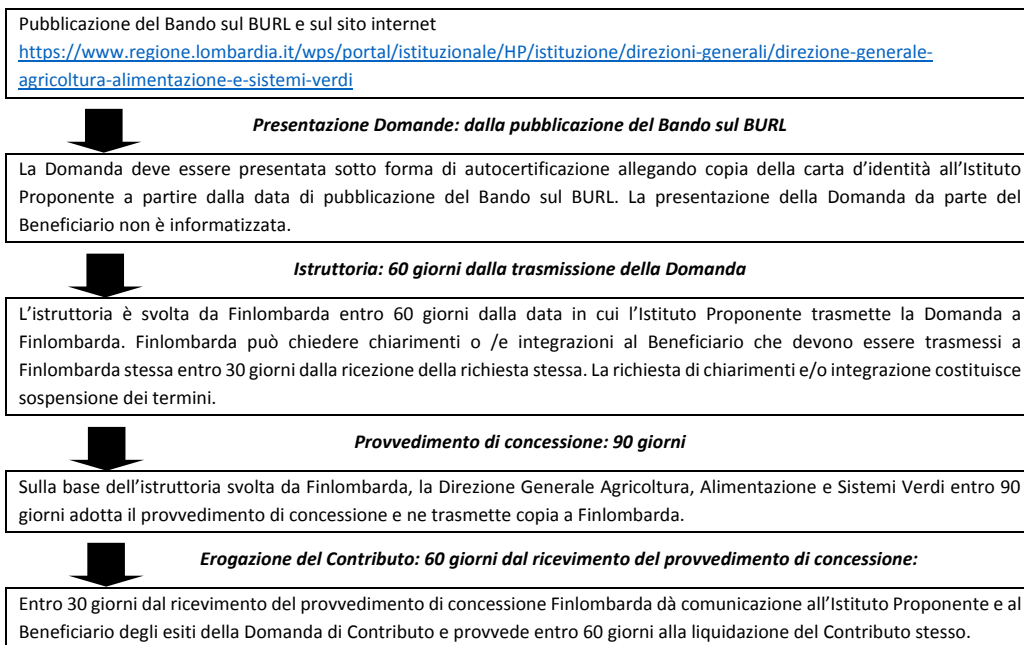 Pubblicazione del Bando sul BURL e sul sito internet
https://www.regione.lombardia.it/wps/portal/istituzionale/HP/istituzione/direzioni-generali/direzione-generale-
agricoltura-alimentazione-e-sistemi-verdi
Presentazione Domande: dalla pubblicazione del Bando sul BURL
La Domanda deve essere presentata sotto forma di autocertificazione allegando copia della carta d’identità all’Istituto
Proponente a partire dalla data di pubblicazione del Bando sul BURL. La presentazione della Domanda da parte del
Beneficiario non è informatizzata.
Istruttoria: 60 giorni dalla trasmissione della Domanda
L’istruttoria è svolta da Finlombarda entro 60 giorni dalla data in cui l’Istituto Proponente trasmette la Domanda a
Finlombarda. Finlombarda può chiedere chiarimenti o /e integrazioni al Beneficiario che devono essere trasmessi a
Finlombarda stessa entro 30 giorni dalla ricezione della richiesta stessa. La richiesta di chiarimenti e/o integrazione costituisce
sospensione dei termini.
Provvedimento di concessione: 90 giorni
Sulla base dell’istruttoria svolta da Finlombarda, la Direzione Generale Agricoltura, Alimentazione e Sistemi Verdi entro 90
giorni adotta il provvedimento di concessione e ne trasmette copia a Finlombarda.
Erogazione del Contributo: 60 giorni dal ricevimento del provvedimento di concessione:
Entro 30 giorni dal ricevimento del provvedimento di concessione Finlombarda dà comunicazione all’Istituto Proponente e al
Beneficiario degli esiti della Domanda di Contributo e provvede entro 60 giorni alla liquidazione del Contributo stesso.